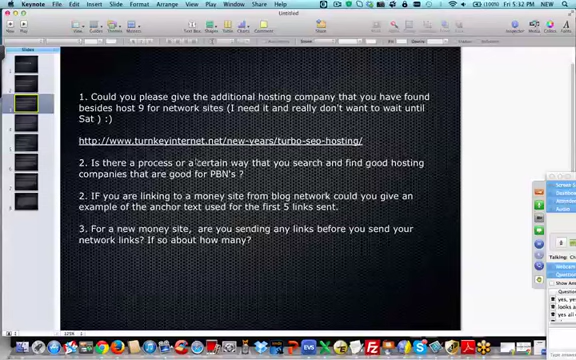 Keynote File Edit Insert Slide Format Arrange View Play Window Share Help
Fri 5:32 PM NEW
Untitled
Slides
1. Could you please give the additional hosting company that you have found
besides host 9 for network sites (I need it and really don't want to wait until
Sat ) :)
http://www.turnkeyinternet.net/new-years/turbo-seo-hosting/
2. Is there a process or a certain way that you search and find good hosting
companies that are good for PBN's ?
2. IF you are linking to a money site from blog network could you give an
example of the anchor text used for the first 5 links sent.
3. For a new money site, are you sending any links before you send your
network links? If so about how many?